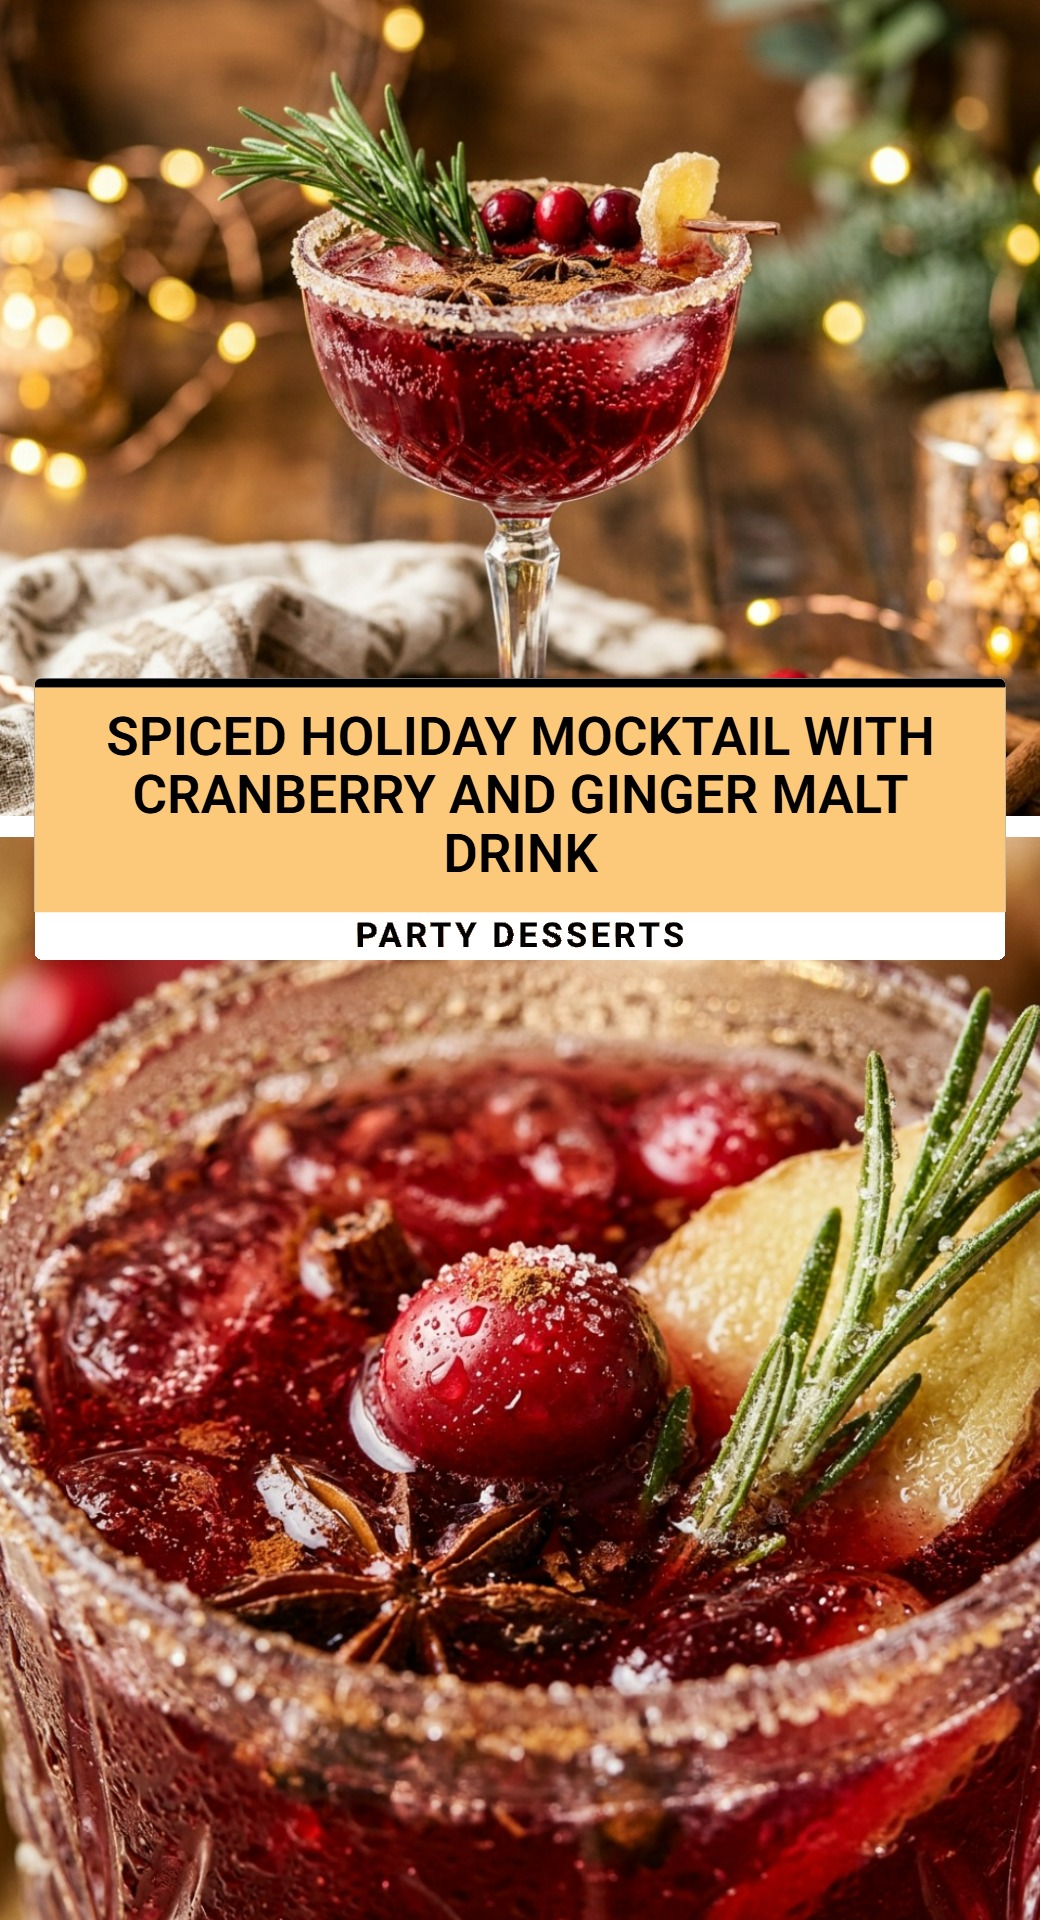 SPICED HOLIDAY MOCKTAIL WITH
CRANBERRY AND GINGER MALT
DRINK
PARTY DESSERTS